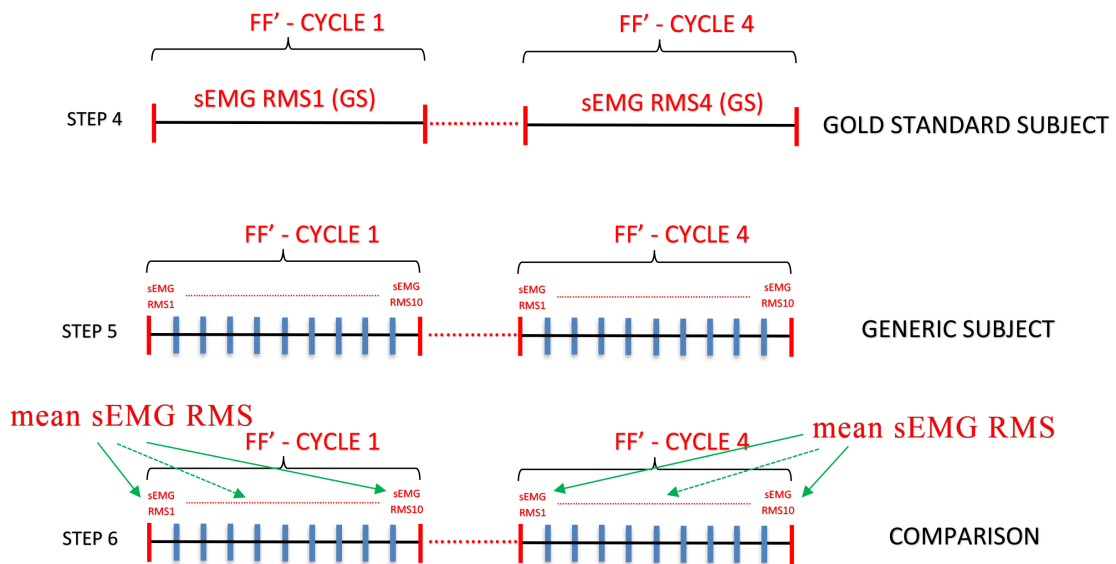 FF’ - CYCLE 1
FF’ - CYCLE 4
sEMG RMS1 (GS)
sEMG RMS4 (GS)
STEP 4
GOLD STANDARD SUBJECT
FF’ - CYCLE 1
FF’ - CYCLE 4
sEMG
RMS1
sEMG
RMS10
sEMG
RMS1
sEMG
RMS10
STEP 5
GENERIC SUBJECT
mean sEMG RMS
mean sEMG RMS
FF’ - CYCLE 1
FF’ - CYCLE 4
sEMG
RMS1
sEMG
RMS10
sEMG
RMS1
sEMG
RMS10
STEP 6
COMPARISON